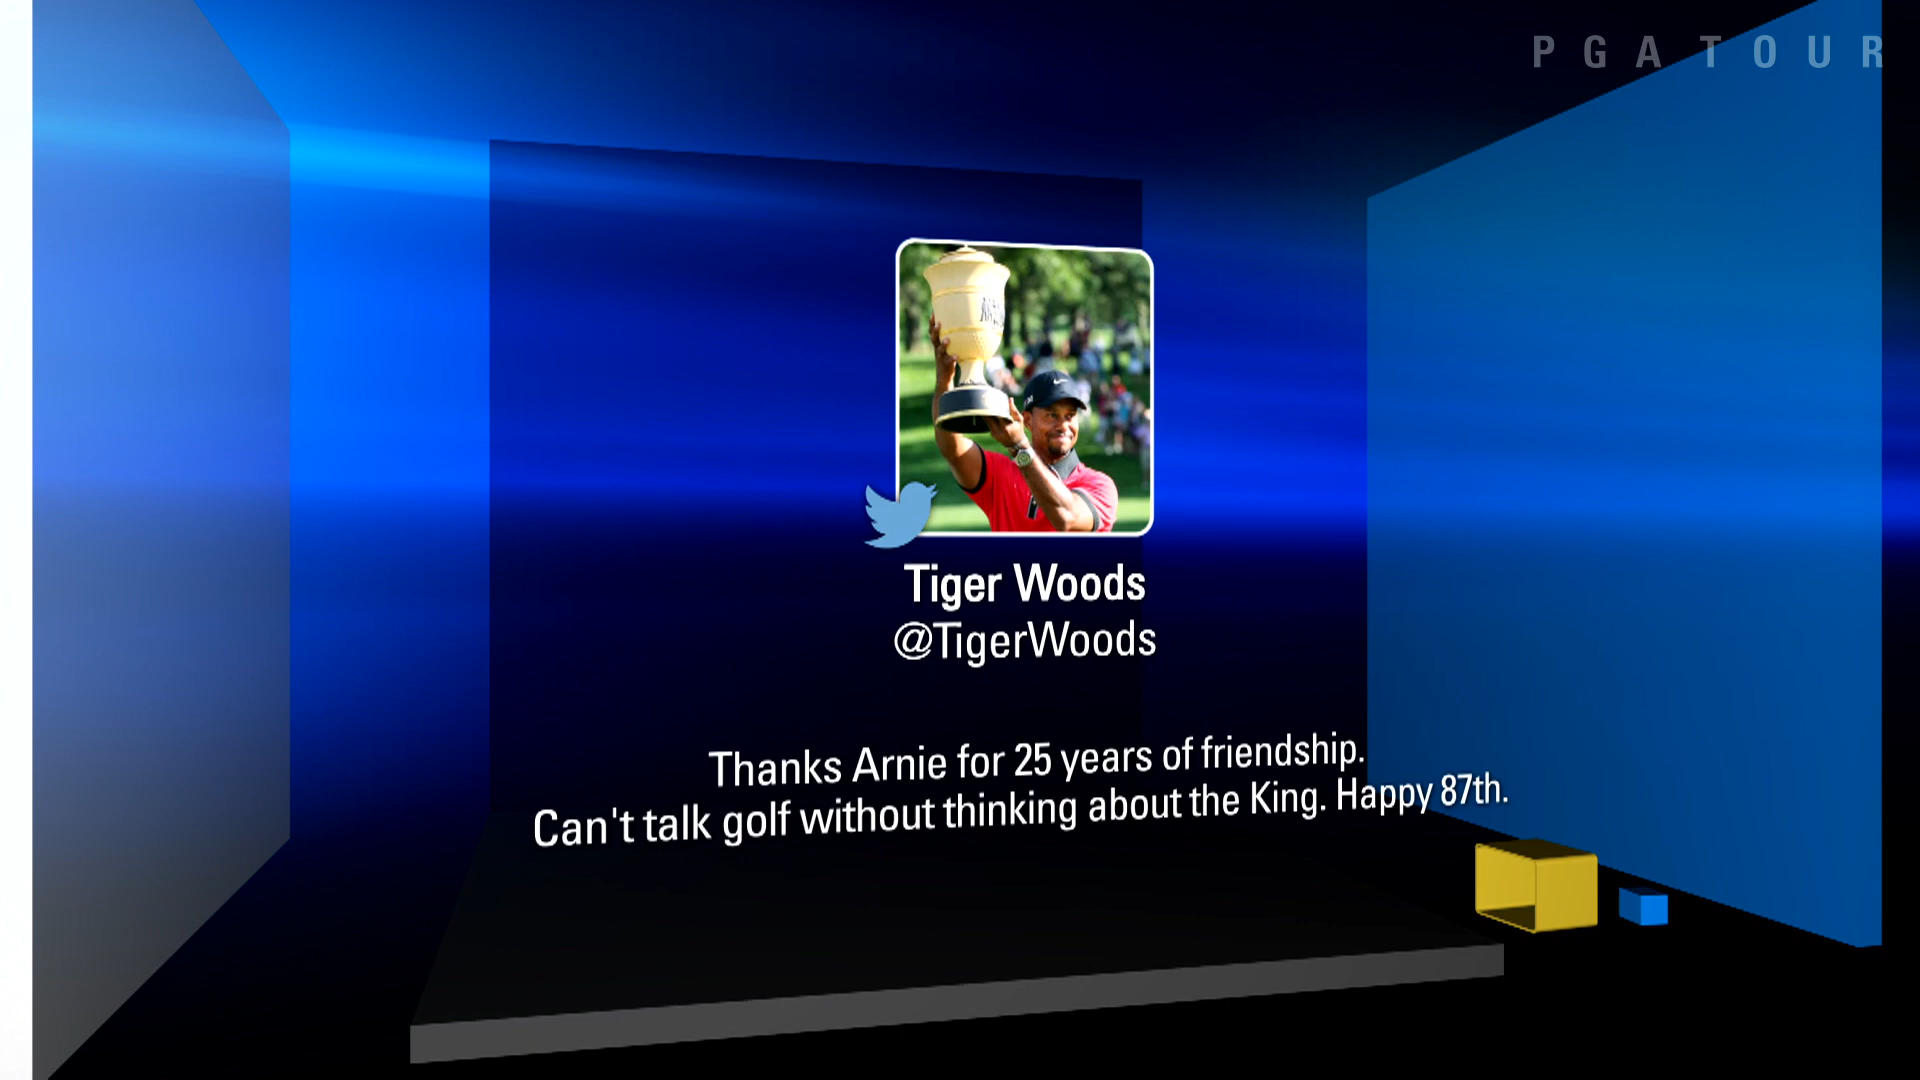 PGA TOUR
Tiger Woods
@TigerWoods
Thanks Arnie for 25 years of friendship.
Can't talk golf without thinking about the King. Happy 87th.